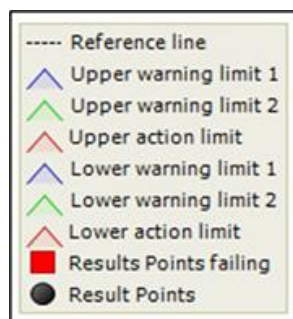 Reference line
Upper warning limit 1
Upper warning limit 2
Upper action limit
Lower warning limit 1
Lower warning limit 2
Lower action limit
Results Points failing
Result Points